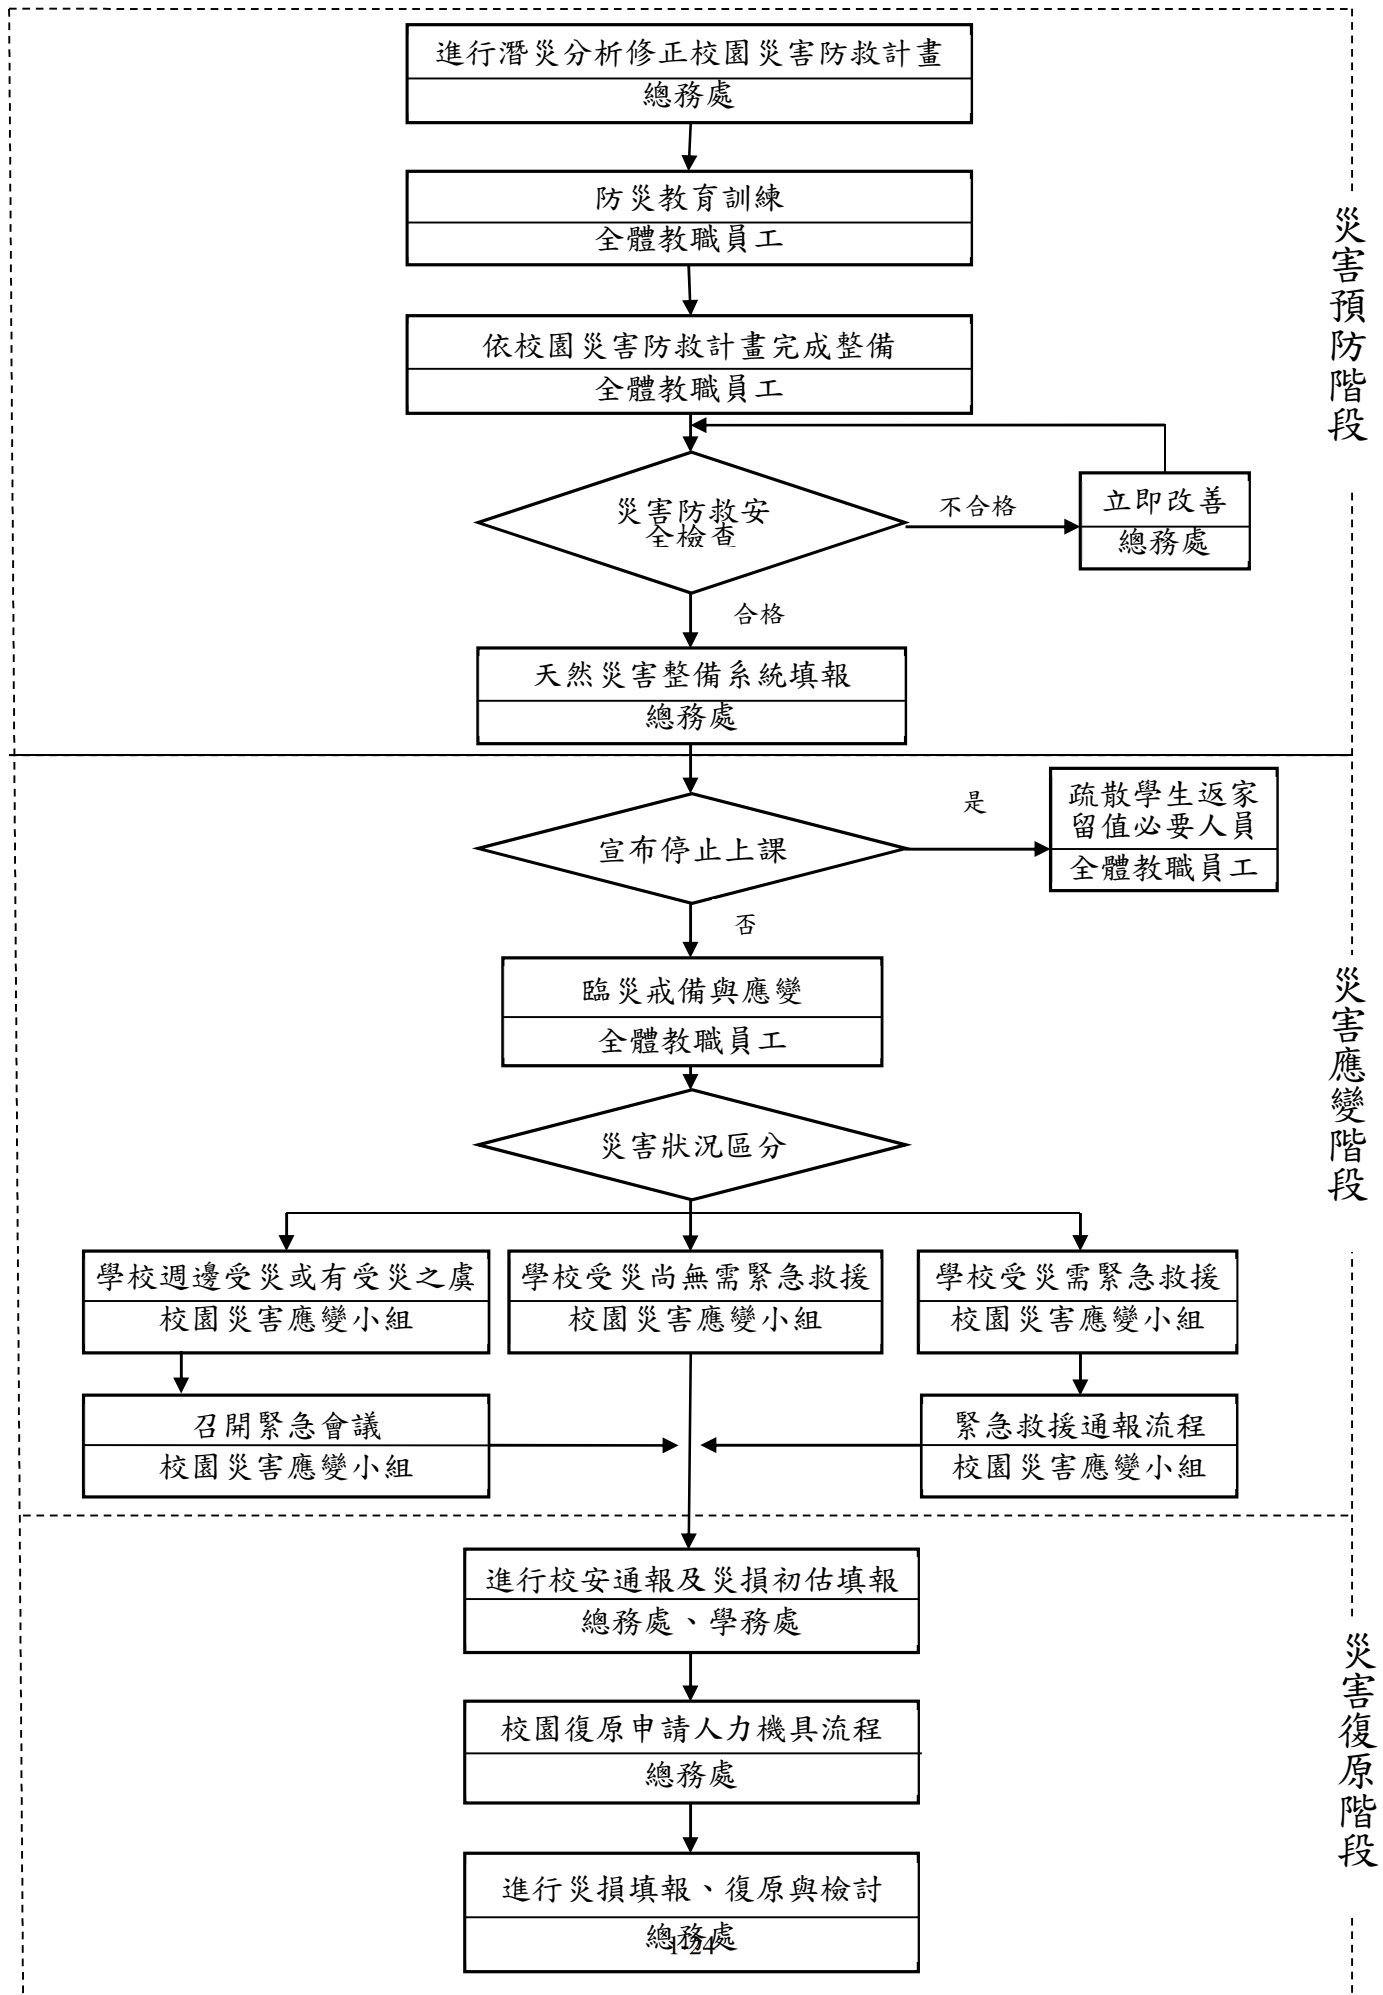 進行潛災分析修正校園災害防救計畫
總務處
防災教育訓練
全體教職員工
災害預防階段
依校園災害防救計畫完成整備
全體教職員工
災害防救安
全檢查
不合格
立即改善
總務處
合格
天然災害整備系統填報
總務處
宣布停止上課
是
疏散學生返家
留值必要人員
全體教職員工
否
臨災戒備與應變
全體教職員工
災害應變階段
災害狀況區分
學校週邊受災或有受災之虞
校園災害應變小組
學校受災尚無需緊急救援
校園災害應變小組
學校受災需緊急救援
校園災害應變小組
召開緊急會議
校園災害應變小組
緊急救援通報流程
校園災害應變小組
進行校安通報及災損初估填報
總務處、學務處
災害復原階段
校園復原申請人力機具流程
總務處
進行災損填報、復原與檢討
總務處
1-24